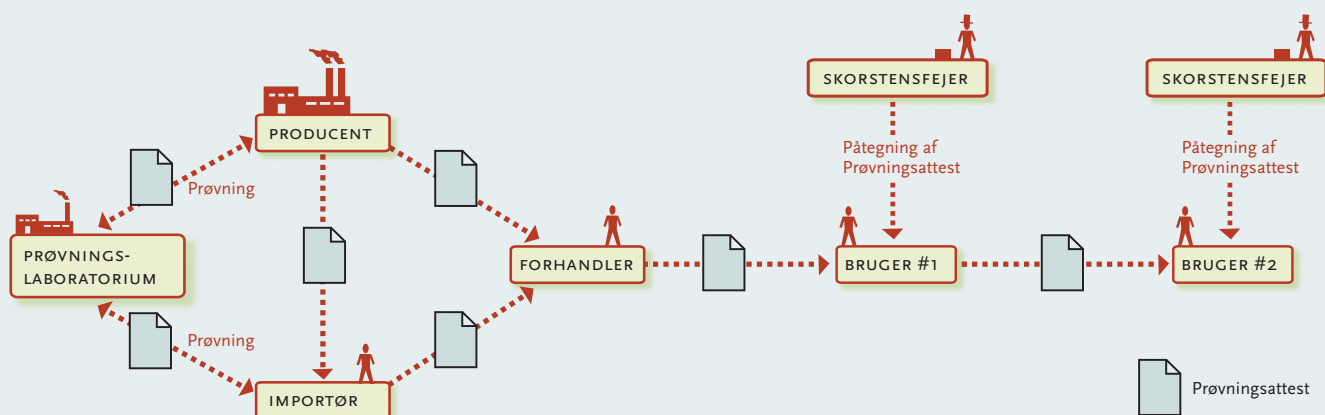 SKORSTENSFEJER
SKORSTENSFEJER
PRODUCENT
Påtegning af
Prøvningsattest
Påtegning af
Prøvningsattest
Prøvning
PRØVNINGS-
LABORATORIUM
FORHANDLER
BRUGER #1
BRUGER #2
Prøvning
IMPORTØR
Prøvningsattest